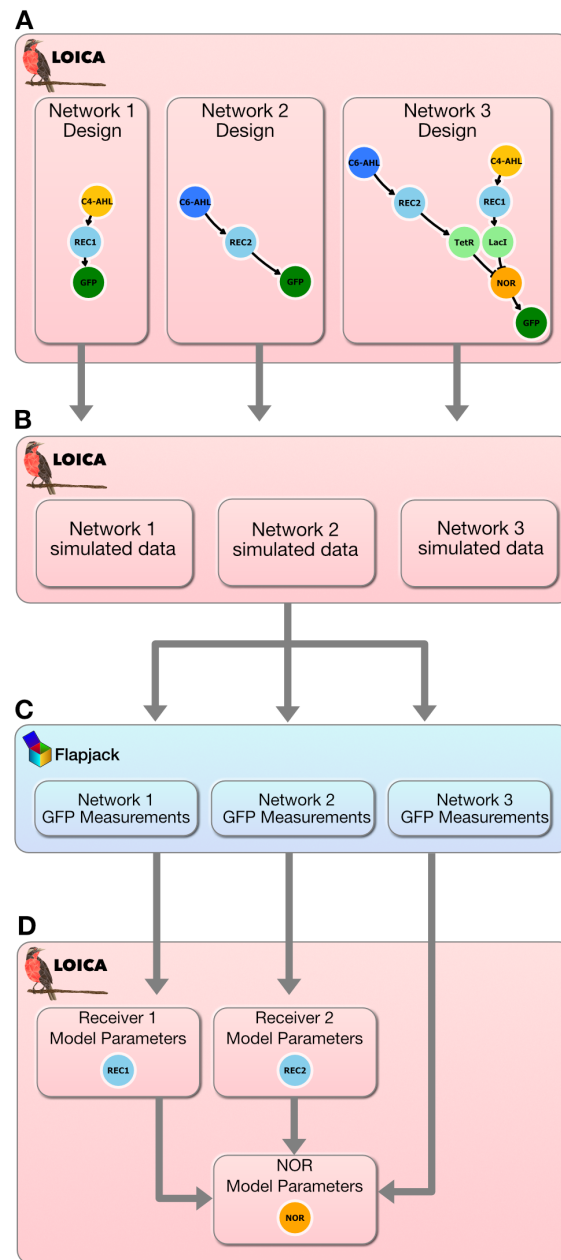 A
LOICA
Network 1
Design
Network 2
Design
Network 3
Design
C4-AHL
REC1
GFP
C6-AHL
REC2
GFP
C6-AHL
C4-AHL
REC2
REC1
TetR
LacI
NOR
GFP
B
LOICA
Network 1
simulated data
Network 2
simulated data
Network 3
simulated data
C
Flapjack
Network 1
GFP Measurements
Network 2
GFP Measurements
Network 3
GFP Measurements
D
LOICA
Receiver 1
Model Parameters
REC1
Receiver 2
Model Parameters
REC2
NOR
Model Parameters
NOR